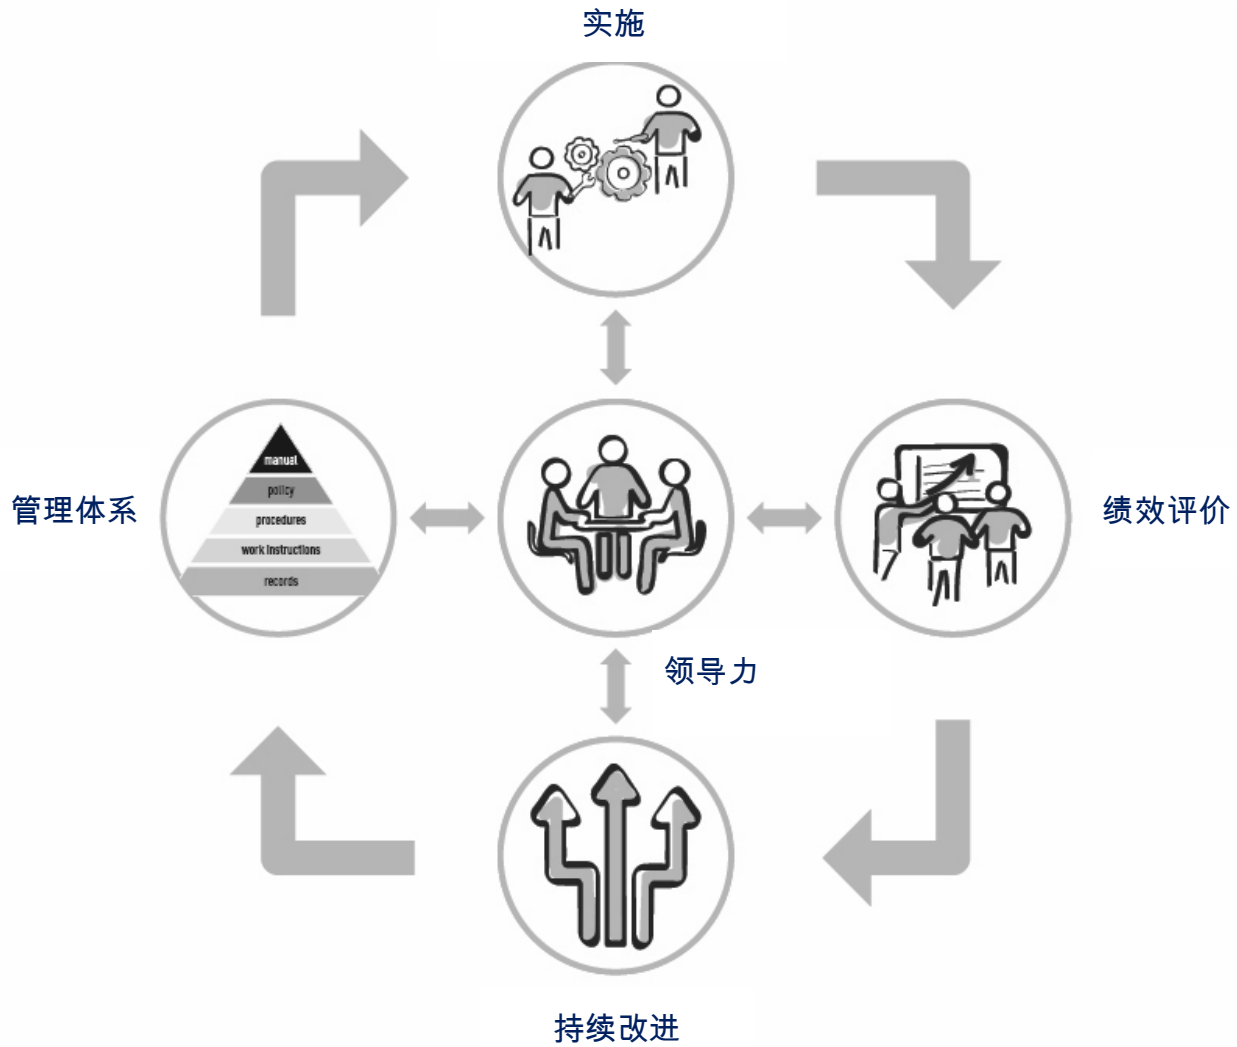 实施
manual
policy
procedures
work instructions
records
管理体系
绩效评价
领导力
持续改进